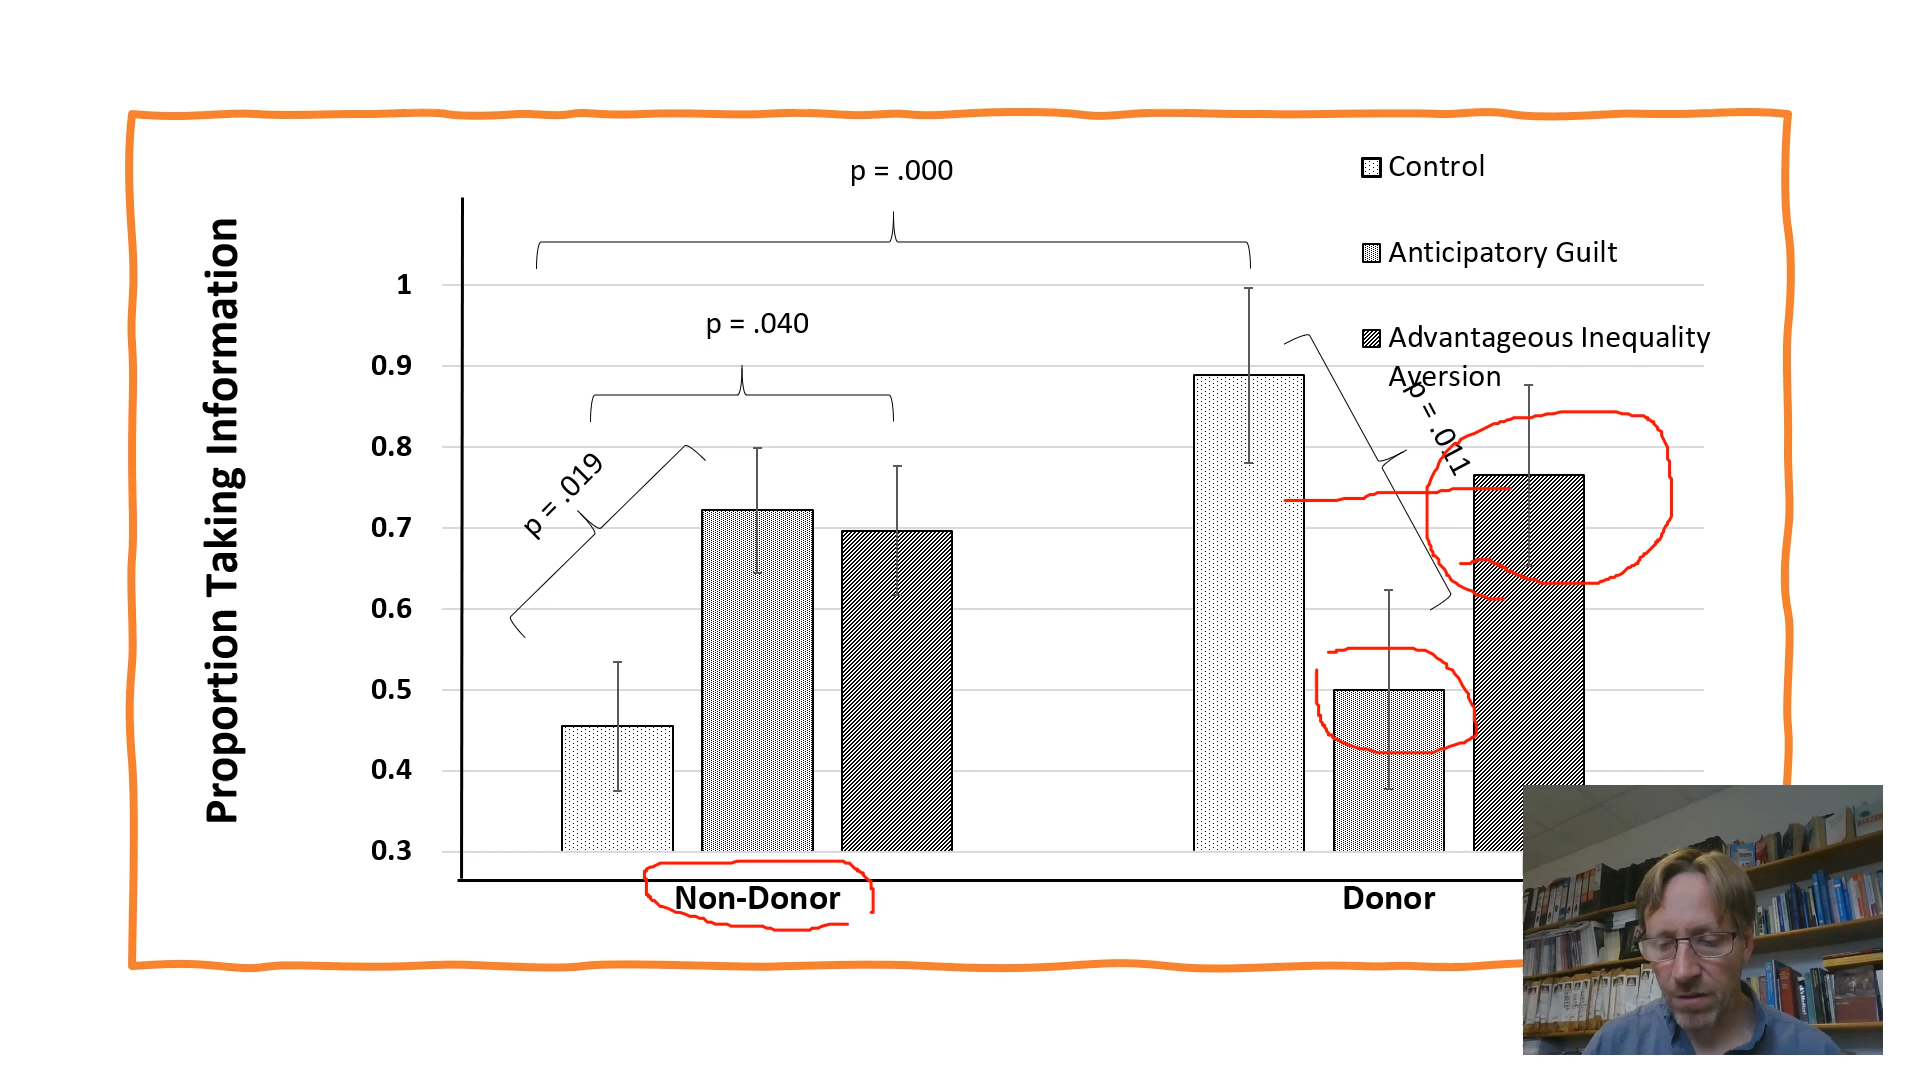 p = .000
Control
Anticipatory Guilt
Advantageous Inequality
Aversion
p = .040
p = .019
p = .011
Proportion Taking Information
1
0.9
0.8
0.7
0.6
0.5
0.4
0.3
Non-Donor
Donor